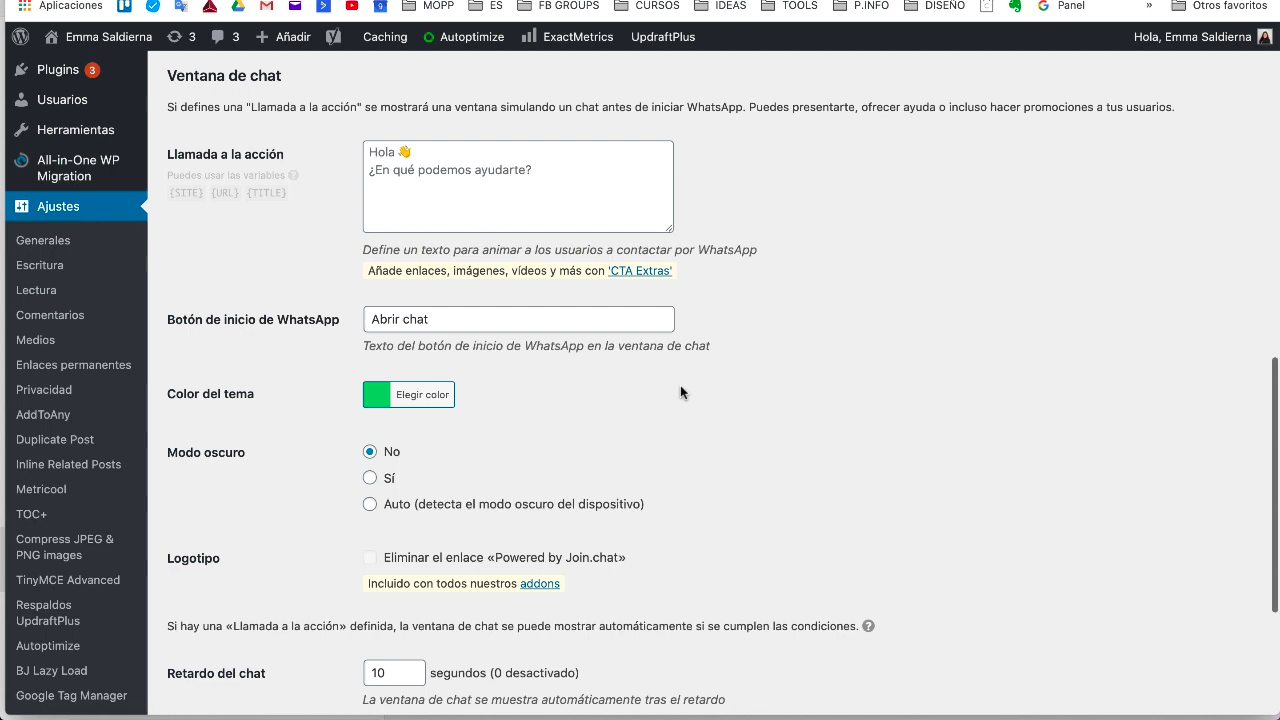 Aplicaciones MOPP ES FB GROUPS CURSOS IDEAS TOOLS P.INFO DISEÑO Panel » Otros favoritos
Emma Saldierna 3 3 Añadir Caching Autoptimize ExactMetrics UpdraftPlus Hola, Emma Saldierna
Plugins 3
Usuarios
Herramientas
All-in-One WP
Migration
Ajustes
Generales
Escritura
Lectura
Comentarios
Medios
Enlaces permanentes
Privacidad
AddToAny
Duplicate Post
Inline Related Posts
Metricool
TOC+
Compress JPEG &
PNG images
TinyMCE Advanced
Respaldos
UpdraftPlus
Autoptimize
BJ Lazy Load
Google Tag Manager
Ventana de chat
Si defines una "Llamada a la acción" se mostrará una ventana simulando un chat antes de iniciar WhatsApp. Puedes presentarte, ofrecer ayuda o incluso hacer promociones a tus usuarios.
Llamada a la acción
Puedes usar las variables ?
{SITE} {URL} {TITLE}
Hola 👋
¿En qué podemos ayudarte?
Define un texto para animar a los usuarios a contactar por WhatsApp
Añade enlaces, imágenes, vídeos y más con 'CTA Extras'
Botón de inicio de WhatsApp
Abrir chat
Texto del botón de inicio de WhatsApp en la ventana de chat
Color del tema
Elegir color
Modo oscuro
No
Sí
Auto (detecta el modo oscuro del dispositivo)
Logotipo
Eliminar el enlace «Powered by Join.chat»
Incluido con todos nuestros addons
Si hay una «Llamada a la acción» definida, la ventana de chat se puede mostrar automáticamente si se cumplen las condiciones. ?
Retardo del chat
10 segundos (0 desactivado)
La ventana de chat se muestra automáticamente tras el retardo